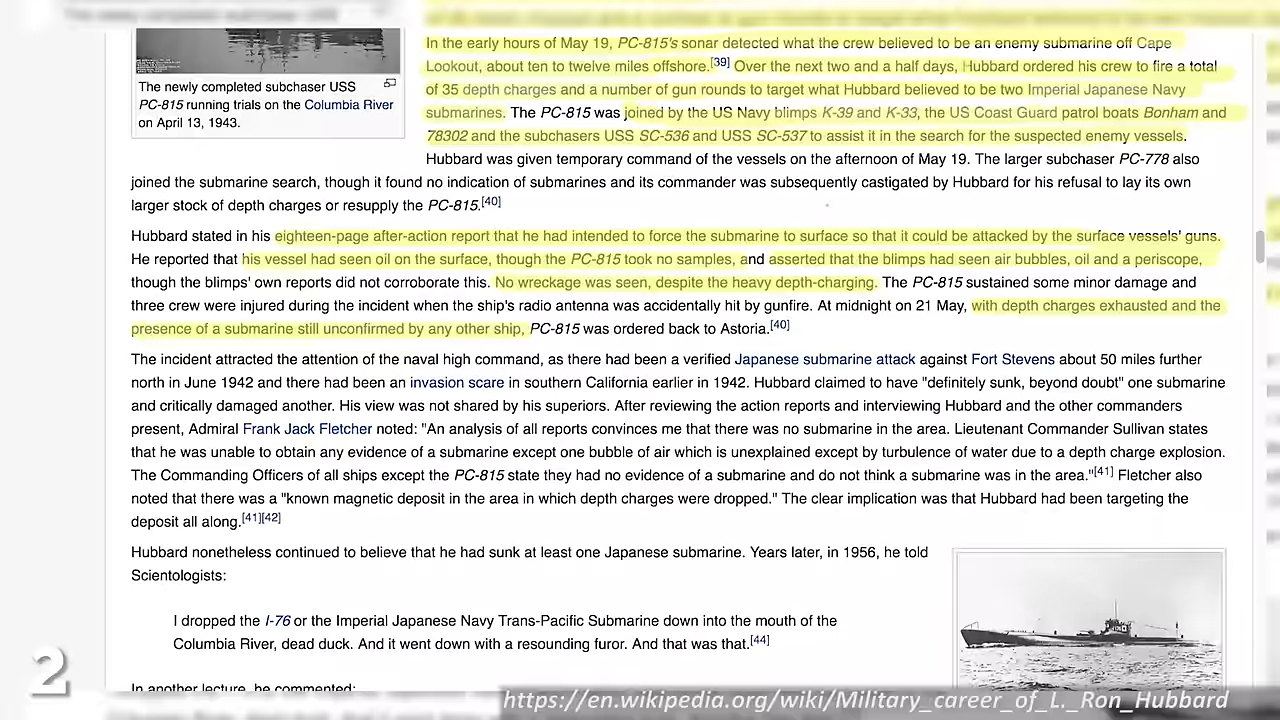 In the early hours of May 19, PC-815's sonar detected what the crew believed to be an enemy submarine off Cape
Lookout, about ten to twelve miles offshore.[39] Over the next two and a half days, Hubbard ordered his crew to fire a total
of 35 depth charges and a number of gun rounds to target what Hubbard believed to be two Imperial Japanese Navy
submarines. The PC-815 was joined by the US Navy blimps K-39 and K-33, the US Coast Guard patrol boats Bonham and
78302 and the subchasers USS SC-536 and USS SC-537 to assist it in the search for the suspected enemy vessels.
The newly completed subchaser USS
PC-815 running trials on the Columbia River
on April 13, 1943.
Hubbard was given temporary command of the vessels on the afternoon of May 19. The larger subchaser PC-778 also
joined the submarine search, though it found no indication of submarines and its commander was subsequently castigated by Hubbard for his refusal to lay its own
larger stock of depth charges or resupply the PC-815.[40]
Hubbard stated in his eighteen-page after-action report that he had intended to force the submarine to surface so that it could be attacked by the surface vessels' guns.
He reported that his vessel had seen oil on the surface, though the PC-815 took no samples, and asserted that the blimps had seen air bubbles, oil and a periscope,
though the blimps' own reports did not corroborate this. No wreckage was seen, despite the heavy depth-charging. The PC-815 sustained some minor damage and
three crew were injured during the incident when the ship's radio antenna was accidentally hit by gunfire. At midnight on 21 May, with depth charges exhausted and the
presence of a submarine still unconfirmed by any other ship, PC-815 was ordered back to Astoria.[40]
The incident attracted the attention of the naval high command, as there had been a verified Japanese submarine attack against Fort Stevens about 50 miles further
north in June 1942 and there had been an invasion scare in southern California earlier in 1942. Hubbard claimed to have "definitely sunk, beyond doubt" one submarine
and critically damaged another. His view was not shared by his superiors. After reviewing the action reports and interviewing Hubbard and the other commanders
present, Admiral Frank Jack Fletcher noted: "An analysis of all reports convinces me that there was no submarine in the area. Lieutenant Commander Sullivan states
that he was unable to obtain any evidence of a submarine except one bubble of air which is unexplained except by turbulence of water due to a depth charge explosion.
The Commanding Officers of all ships except the PC-815 state they had no evidence of a submarine and do not think a submarine was in the area."[41] Fletcher also
noted that there was a "known magnetic deposit in the area in which depth charges were dropped." The clear implication was that Hubbard had been targeting the
deposit all along.[41][42]
Hubbard nonetheless continued to believe that he had sunk at least one Japanese submarine. Years later, in 1956, he told
Scientologists:
I dropped the I-76 or the Imperial Japanese Navy Trans-Pacific Submarine down into the mouth of the
Columbia River, dead duck. And it went down with a resounding furor. And that was that.[44]
In another lecture, he commented:
2
https://en.wikipedia.org/wiki/Military_career_of_L._Ron_Hubbard